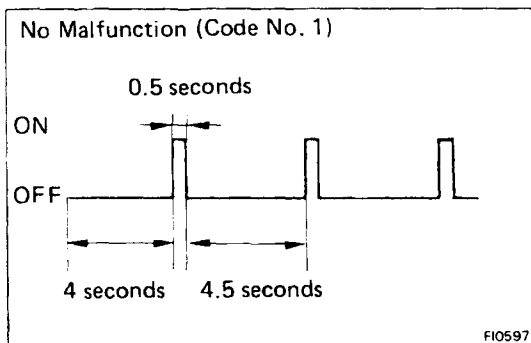 No Malfunction (Code No. 1)
0.5 seconds
ON
OFF
4 seconds 4.5 seconds
FI0597